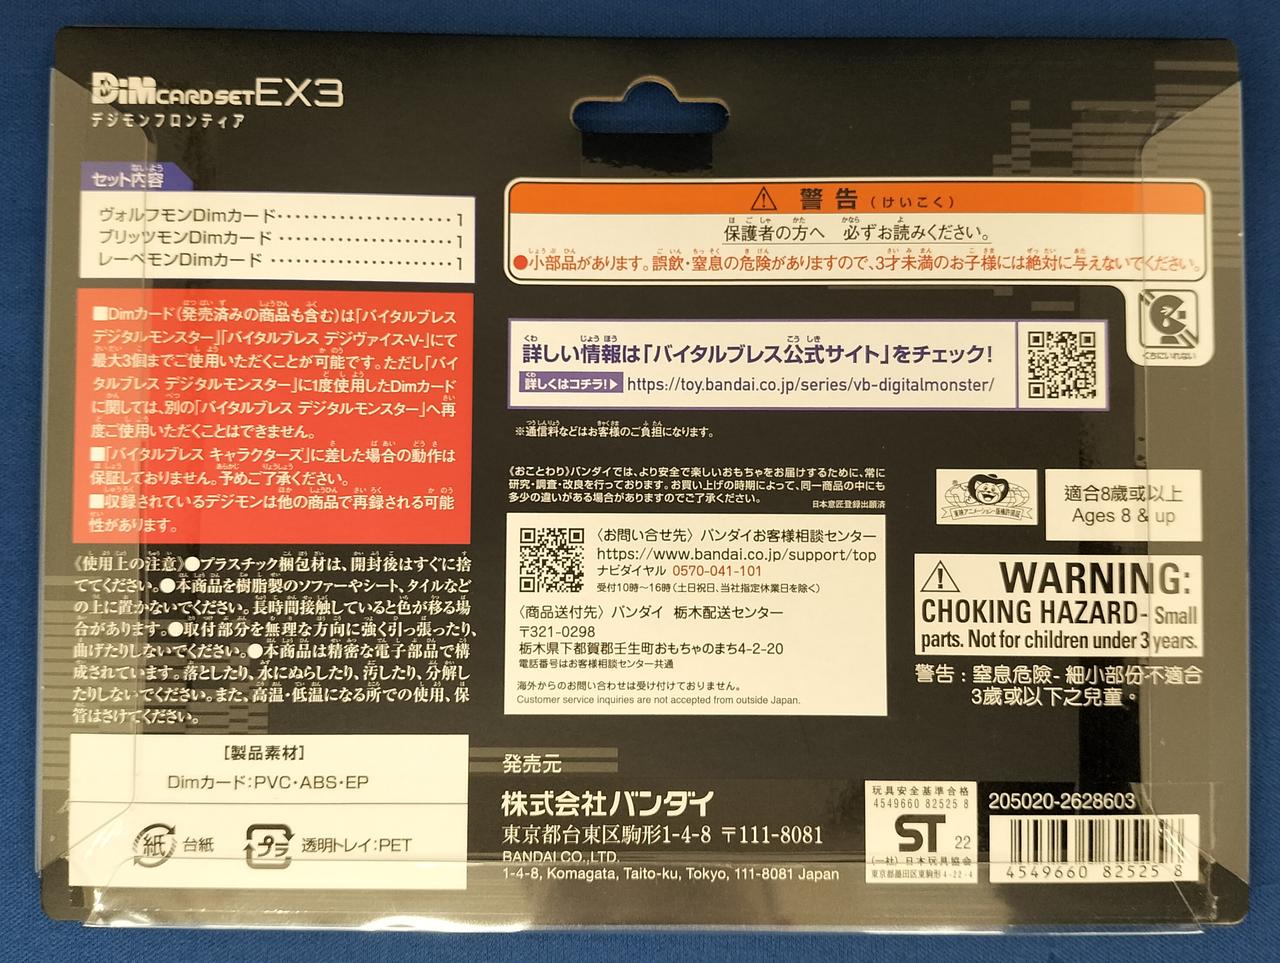 DiM CARD SET EX3
デジモンフロンティア
セット内容
ヴォルフモンDimカード……………………1
ブリッツモンDimカード……………………1
レーベモンDimカード……………………1
■Dimカード(発売済みの商品も含む)は「バイタルブレス
デジタルモンスター」「バイタルブレス デジヴァイス-V-」にて
最大3個までご使用いただくことが可能です。ただし「バイ
タルブレス デジタルモンスター」に1度使用したDimカード
に関しては、別の「バイタルブレス デジタルモンスター」へ再
度ご使用いただくことはできません。
■「バイタルブレス キャラクターズ」に差した場合の動作は
保証しておりません。予めご了承ください。
■収録されているデジモンは他の商品で再録される可能
性があります。
《使用上の注意》●プラスチック梱包材は、開封後はすぐに捨
ててください。●本商品を樹脂製のソファーやシート、タイルなど
の上に置かないでください。長時間接触していると色が移る場
合があります。●取付部分を無理な方向に強く引っ張ったり、
曲げたりしないでください。●本商品は精密な電子部品で構
成されています。落としたり、水にぬらしたり、汚したり、分解し
たりしないでください。また、高温・低温になる所での使用、保
管はさけてください。
【製品素材】
Dimカード:PVC・ABS・EP
紙 台紙 プラ 透明トレイ:PET
⚠ 警告(けいこく)
保護者の方へ 必ずお読みください。
●小部品があります。誤飲・窒息の危険がありますので、3才未満のお子様には絶対に与えないでください。
くちにいれない
詳しい情報は「バイタルブレス公式サイト」をチェック!
詳しくはコチラ!▶ https://toy.bandai.co.jp/series/vb-digitalmonster/
※通信料などはお客様のご負担になります。
《おことわり》バンダイでは、より安全で楽しいおもちゃをお届けするために、常に
研究・調査・改良を行っております。お買い上げの時期によって、同一商品の中にも
多少の違いがある場合がありますのでご了承ください。
日本意匠登録出願済
〈お問い合せ先〉バンダイお客様相談センター
https://www.bandai.co.jp/support/top
ナビダイヤル 0570-041-101
受付10時〜16時(土日祝日、当社指定休業日を除く)
〈商品送付先〉バンダイ 栃木配送センター
〒321-0298
栃木県下都賀郡壬生町おもちゃのまち4-2-20
電話番号はお客様相談センター共通
海外からのお問い合わせは受け付けておりません。
Customer service inquiries are not accepted from outside Japan.
東映アニメーション・版権許諾証
適合8歲或以上
Ages 8 & up
⚠ WARNING:
CHOKING HAZARD- Small
parts. Not for children under 3 years.
警告:窒息危險- 細小部份不適合
3歲或以下之兒童。
発売元
株式会社バンダイ
東京都台東区駒形1-4-8 〒111-8081
BANDAI CO.,LTD.
1-4-8, Komagata, Taito-ku, Tokyo, 111-8081 Japan
玩具安全基準合格
4549660 82525 8
ST 22
(一社)日本玩具協会
東京都墨田区東駒形4-22-4
205020-2628603
4549660 825258